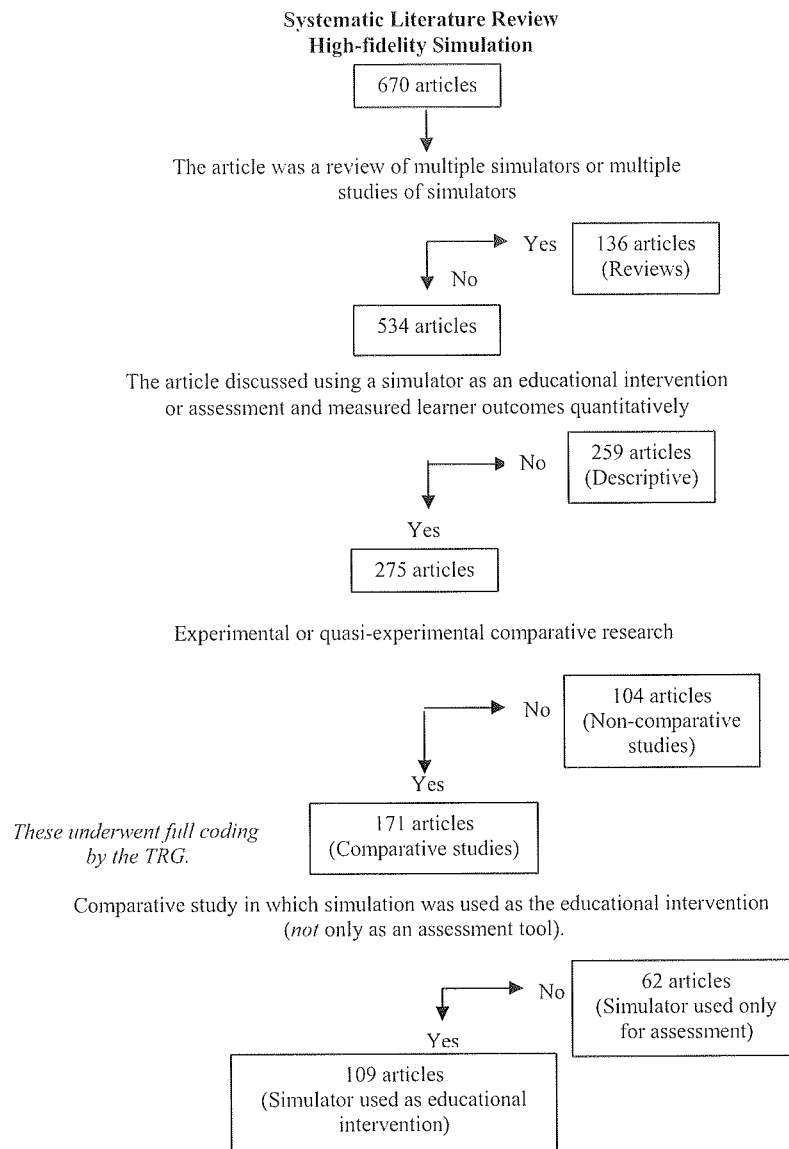 Systematic Literature Review
High-fidelity Simulation
670 articles
The article was a review of multiple simulators or multiple
studies of simulators
Yes
136 articles
(Reviews)
No
534 articles
The article discussed using a simulator as an educational intervention
or assessment and measured learner outcomes quantitatively
No
259 articles
(Descriptive)
Yes
275 articles
Experimental or quasi-experimental comparative research
No
104 articles
(Non-comparative
studies)
Yes
171 articles
(Comparative studies)
These underwent full coding
by the TRG.
Comparative study in which simulation was used as the educational intervention
(not only as an assessment tool).
No
62 articles
(Simulator used only
for assessment)
Yes
109 articles
(Simulator used as educational
intervention)